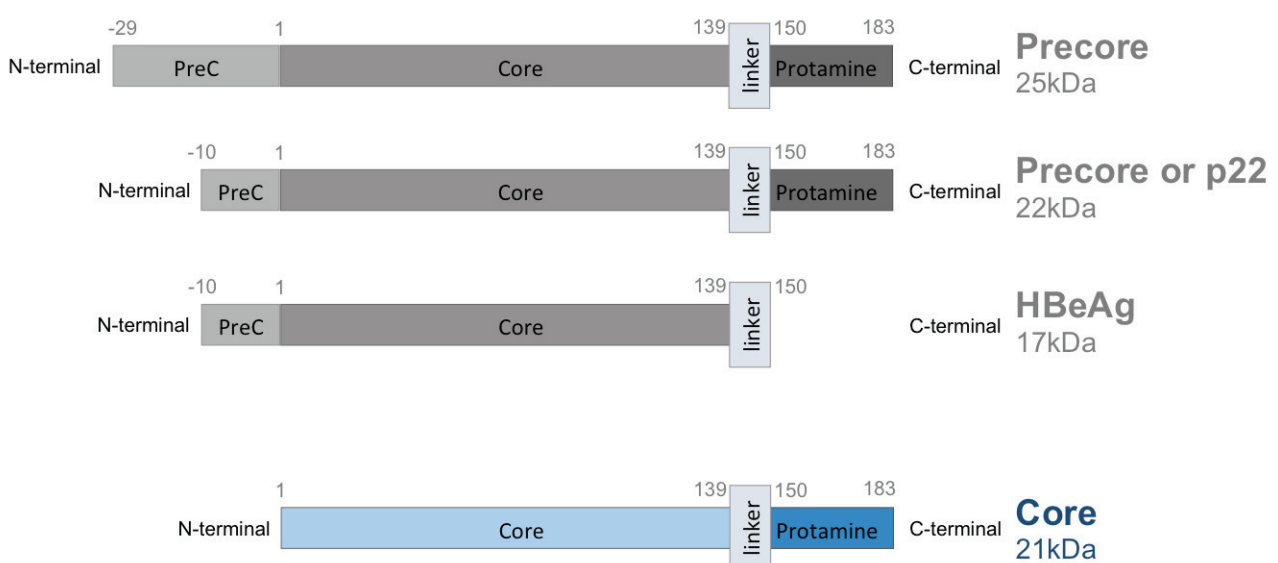 -29 1 139 150 183
N-terminal PreC Core linker Protamine C-terminal Precore
25kDa
-10 1 139 150 183
N-terminal PreC Core linker Protamine C-terminal Precore or p22
22kDa
-10 1 139 150
N-terminal PreC Core linker C-terminal HBeAg
17kDa
1 139 150 183
N-terminal Core linker Protamine C-terminal Core
21kDa